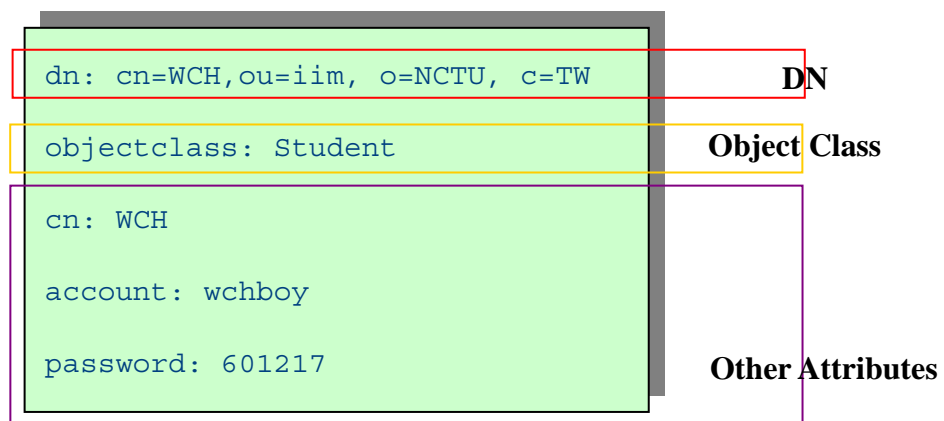 dn: cn=WCH,ou=iim, o=NCTU, c=TW
DN
objectclass: Student
Object Class
cn: WCH
account: wchboy
password: 601217
Other Attributes